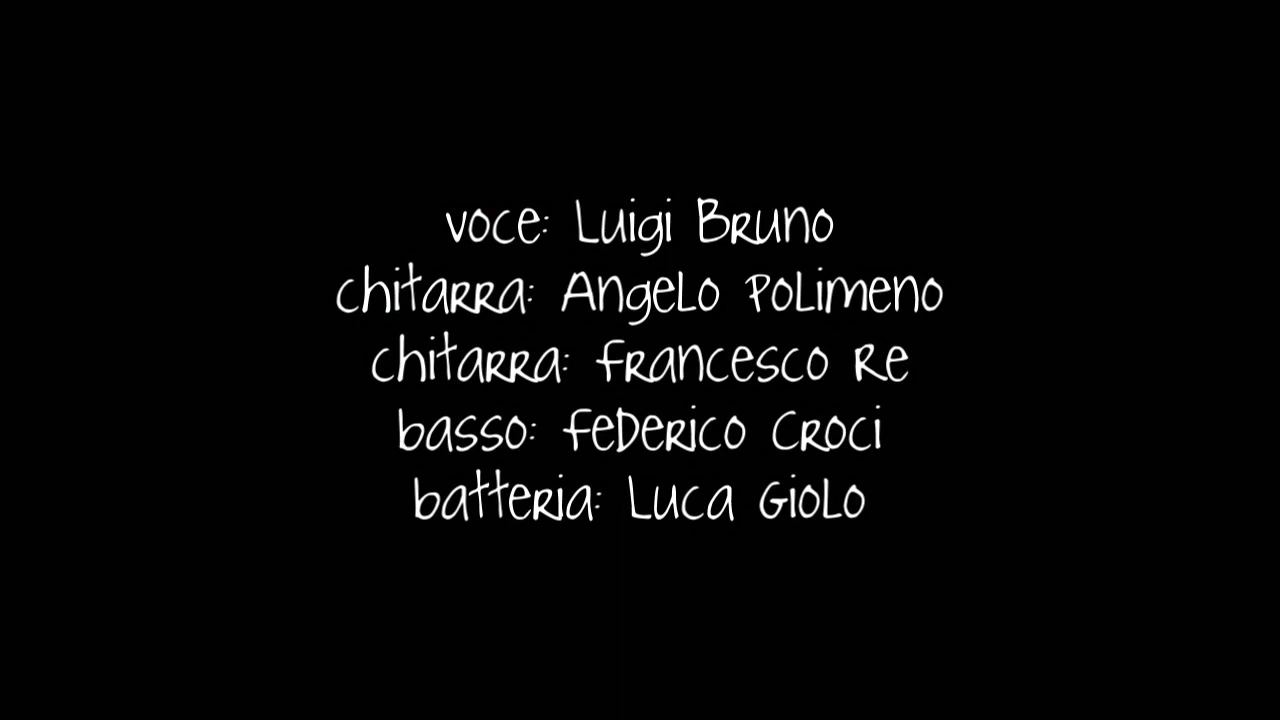 voce: Luigi Bruno
chitarra: Angelo Polimeno
chitarra: Francesco Re
basso: Federico Croci
batteria: Luca Giolo